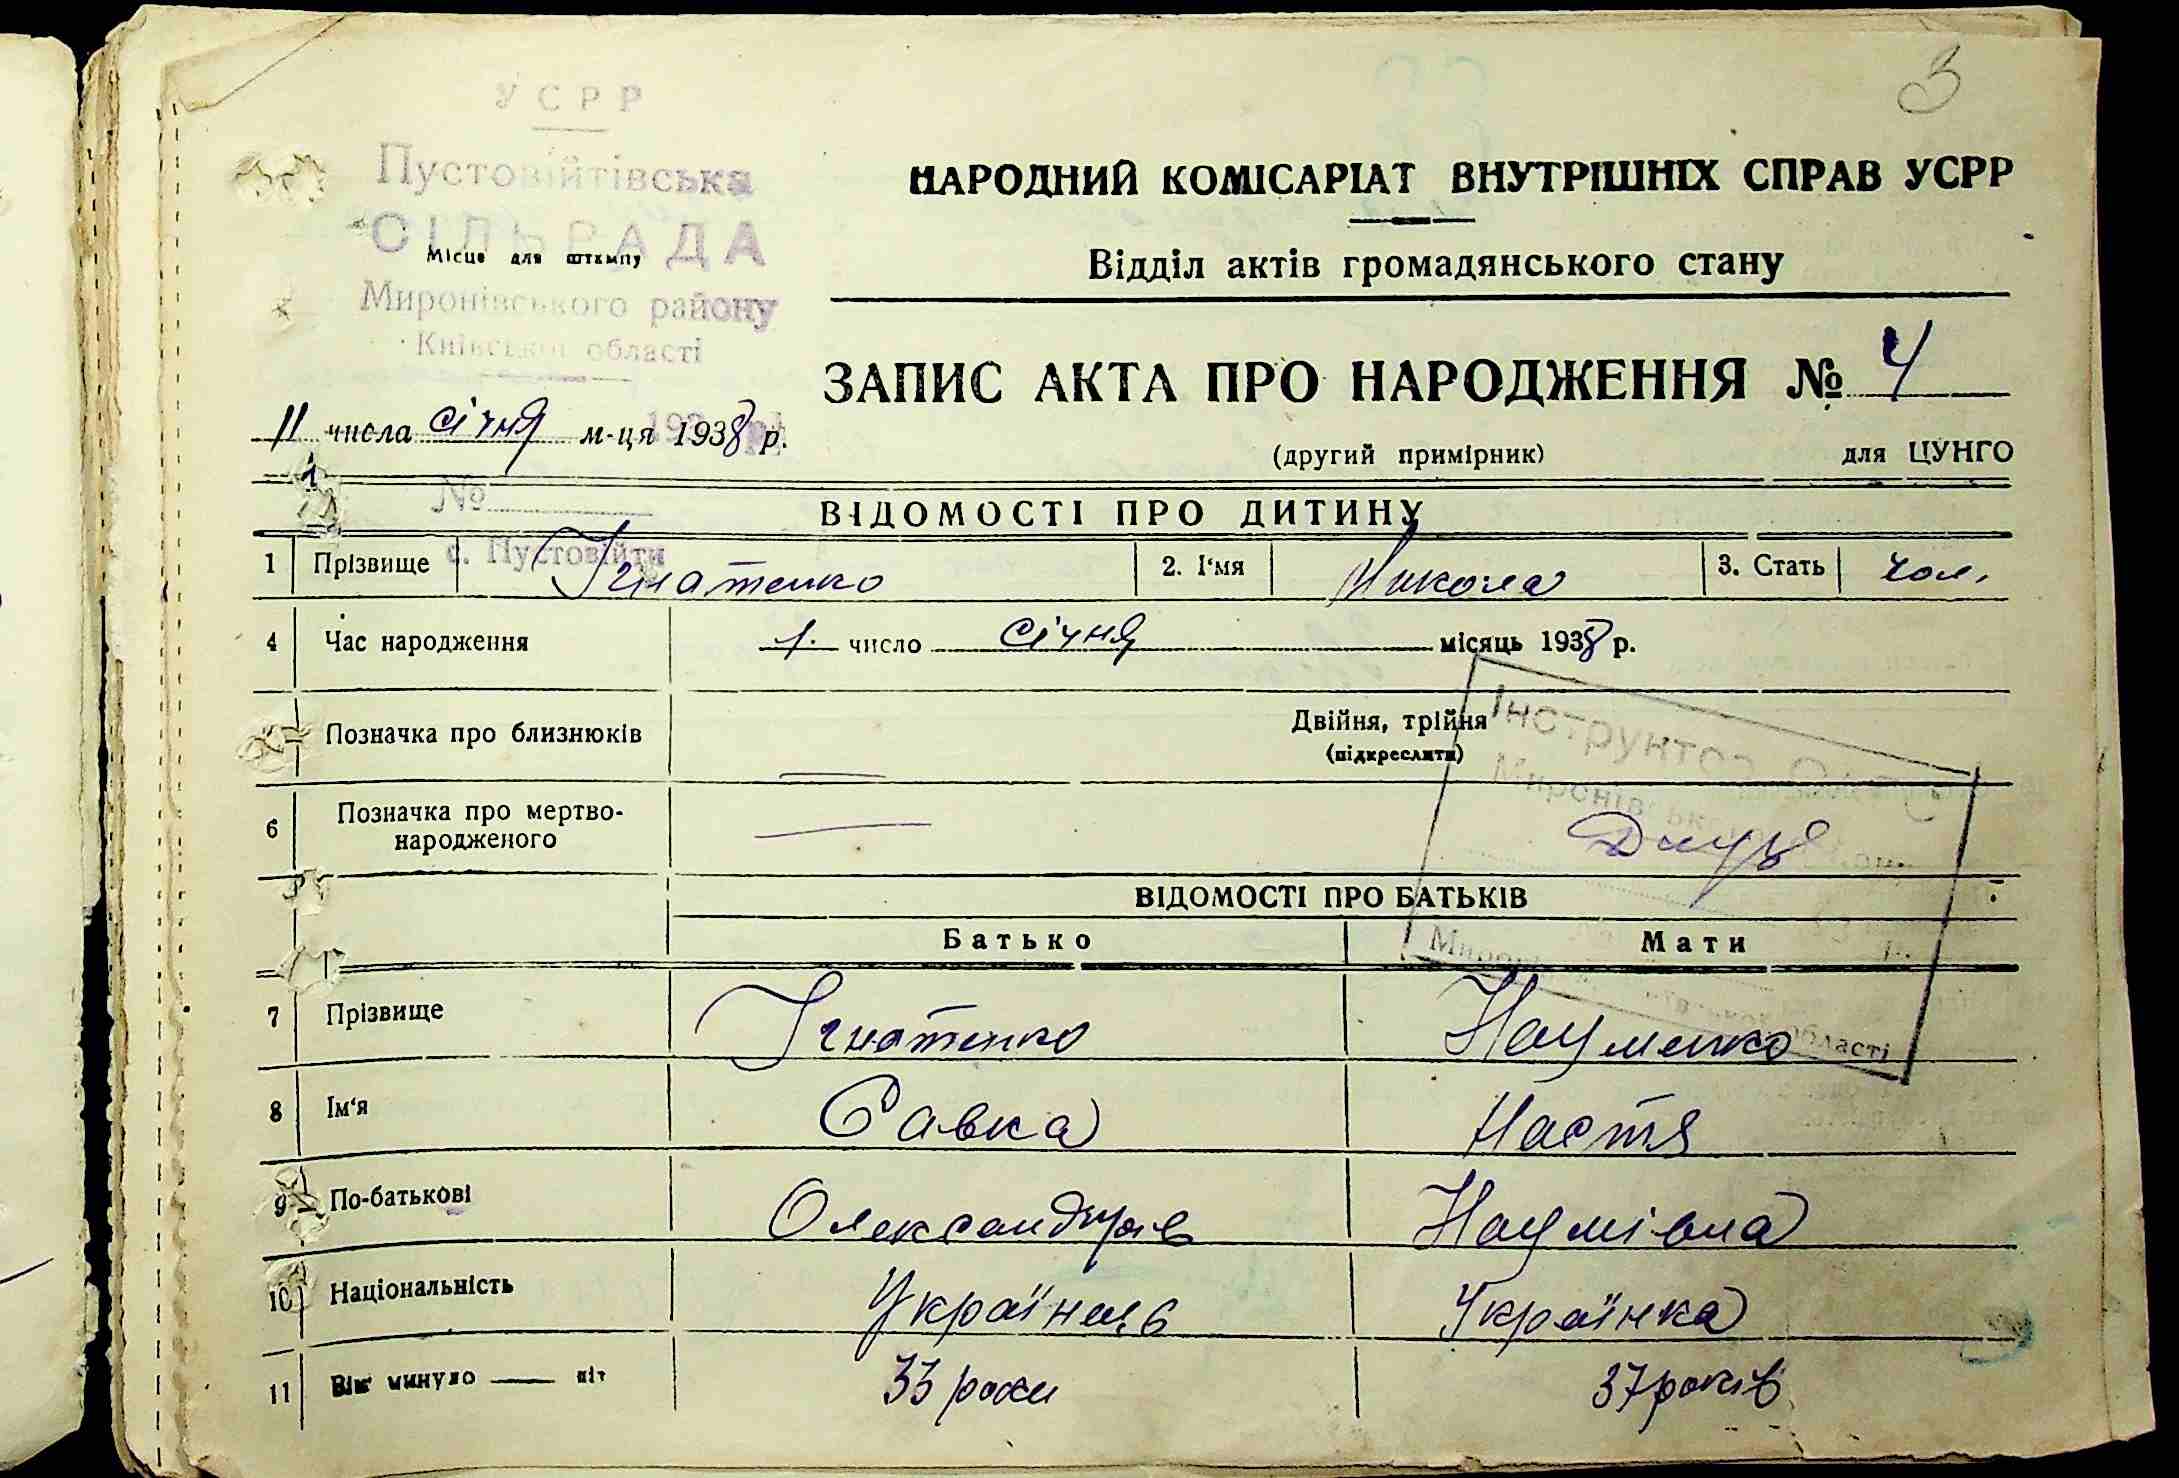 3
УСРР
Пустовійтівська
СІЛЬРАДА
Місце для штампу
Миронівського району
Київської області
НАРОДНИЙ КОМІСАРІАТ ВНУТРІШНІХ СПРАВ УСРР
Відділ актів громадянського стану
ЗАПИС АКТА ПРО НАРОДЖЕННЯ № 4
11 числа січня м-ця 1938 р.
(другий примірник) для ЦУНГО
№
ВІДОМОСТІ ПРО ДИТИНУ
с. Пустовійти
1 Прізвище Ігнатенко 2. І'мя Микола 3. Стать чол.
4 Час народження 1. число січня місяць 1938 р.
Позначка про близнюків Двійня, трійня
(підкреслити)
Інструктор
Миронівського
6 Позначка про мертво-
народженого
ВІДОМОСТІ ПРО БАТЬКІВ
Батько Мати
області
7 Прізвище Ігнатенко Науменко
8 Ім'я Савка Настя
9 По-батькові Олександрів Наумівна
10 Національність Українець Українка
11 Вік минуло — літ 33 роки 37 років